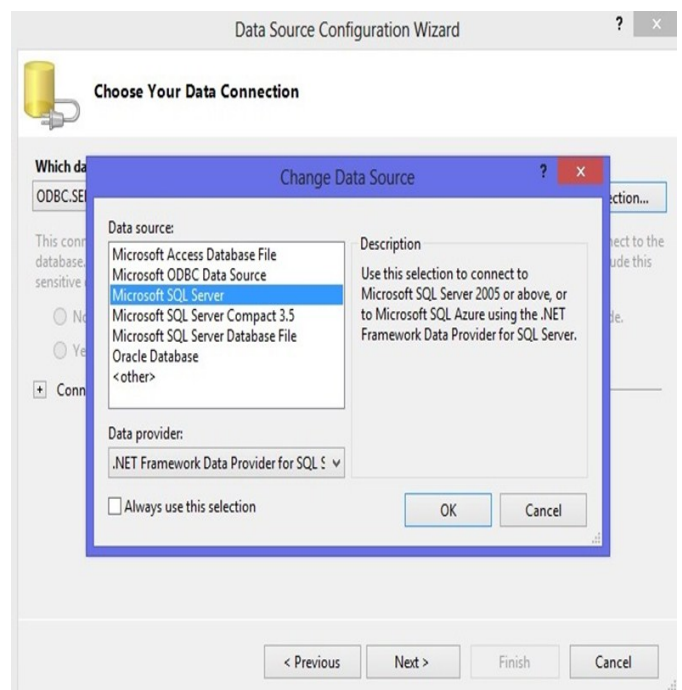 Data Source Configuration Wizard
? x
Choose Your Data Connection
Which da
ODBC.SE
ection...
This conn
database.
sensitive
nect to the
ude this
No
de.
Ye
+ Conn
Change Data Source
? x
Data source:
Microsoft Access Database File
Microsoft ODBC Data Source
Microsoft SQL Server
Microsoft SQL Server Compact 3.5
Microsoft SQL Server Database File
Oracle Database
<other>
Description
Use this selection to connect to
Microsoft SQL Server 2005 or above, or
to Microsoft SQL Azure using the .NET
Framework Data Provider for SQL Server.
Data provider:
.NET Framework Data Provider for SQL S
Always use this selection
OK
Cancel
< Previous
Next >
Finish
Cancel